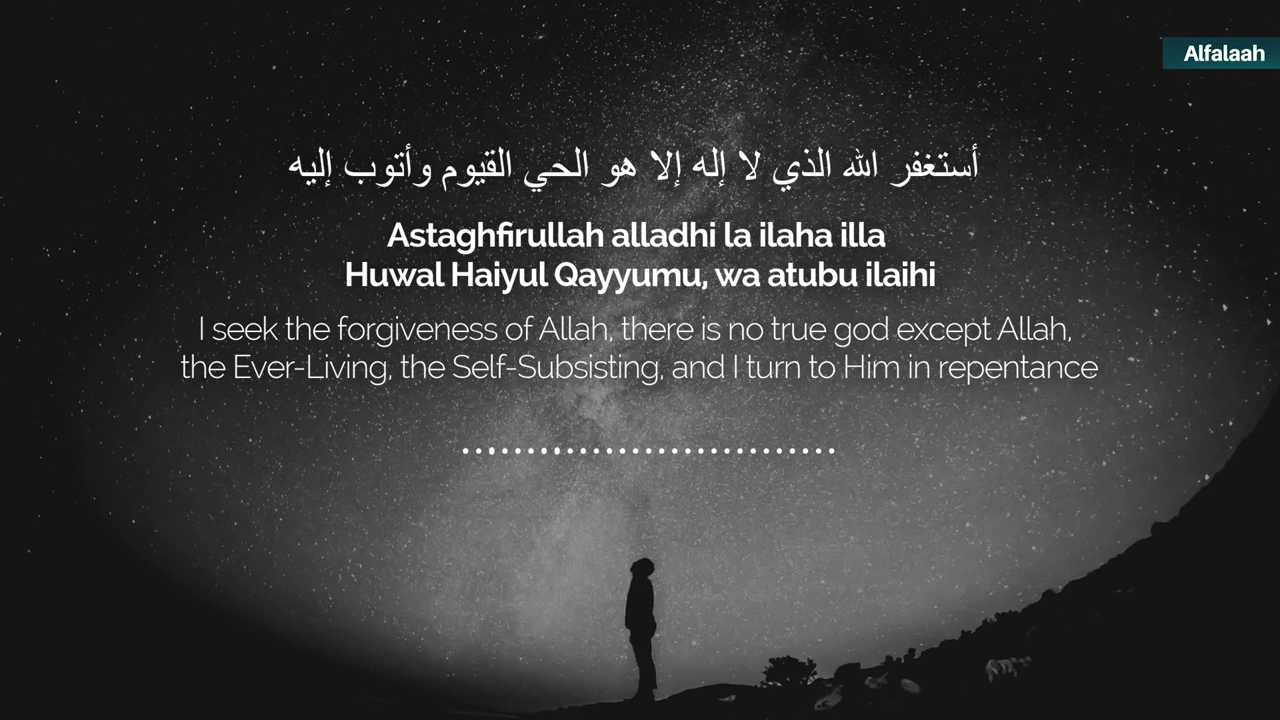 Alfalaah
أستغفر الله الذي لا إله إلا هو الحي القيوم وأتوب إليه
Astaghfirullah alladhi la ilaha illa
Huwal Haiyul Qayyumu, wa atubu ilaihi
I seek the forgiveness of Allah, there is no true god except Allah,
the Ever-Living, the Self-Subsisting, and I turn to Him in repentance